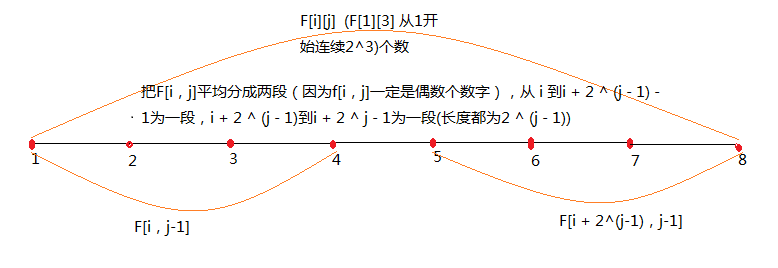 F[i][j] (F[1][3] 从1开
始连续2^3)个数
把F[i , j]平均分成两段（因为f[i , j]一定是偶数个数字），从 i 到i + 2 ^ (j - 1) -
1为一段，i + 2 ^ (j - 1)到i + 2 ^ j - 1为一段(长度都为2 ^ (j - 1))
1 2 3 4 5 6 7 8
F[i , j-1]
F[i + 2^(j-1) , j-1]